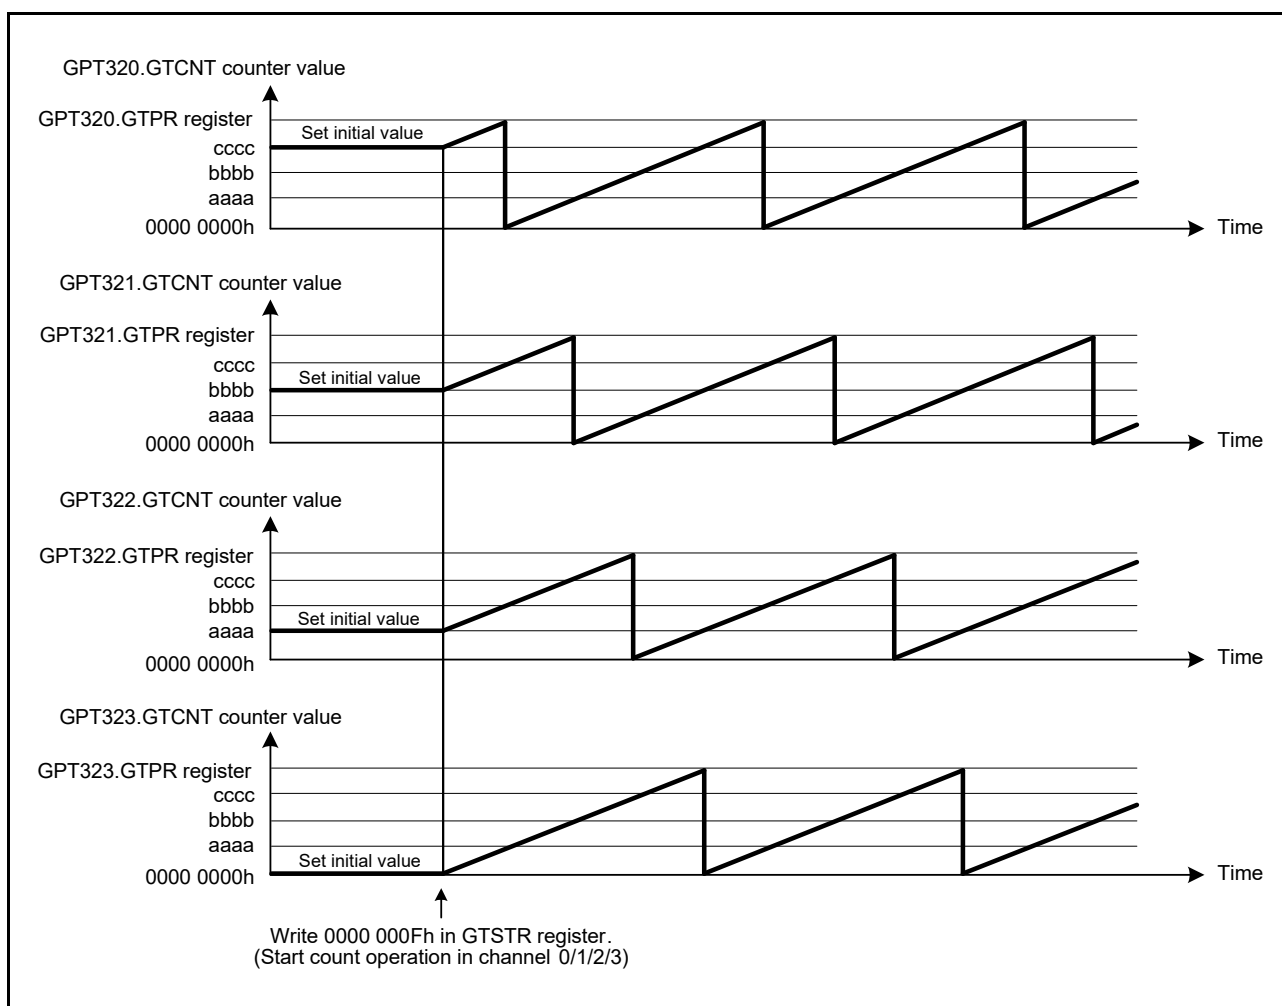 GPT320.GTCNT counter value
GPT320.GTPR register
Set initial value
cccc
bbbb
aaaa
0000 0000h
Time
GPT321.GTCNT counter value
GPT321.GTPR register
cccc
Set initial value
bbbb
aaaa
0000 0000h
Time
GPT322.GTCNT counter value
GPT322.GTPR register
cccc
bbbb
Set initial value
aaaa
0000 0000h
Time
GPT323.GTCNT counter value
GPT323.GTPR register
cccc
bbbb
aaaa
Set initial value
0000 0000h
Time
Write 0000 000Fh in GTSTR register.
(Start count operation in channel 0/1/2/3)